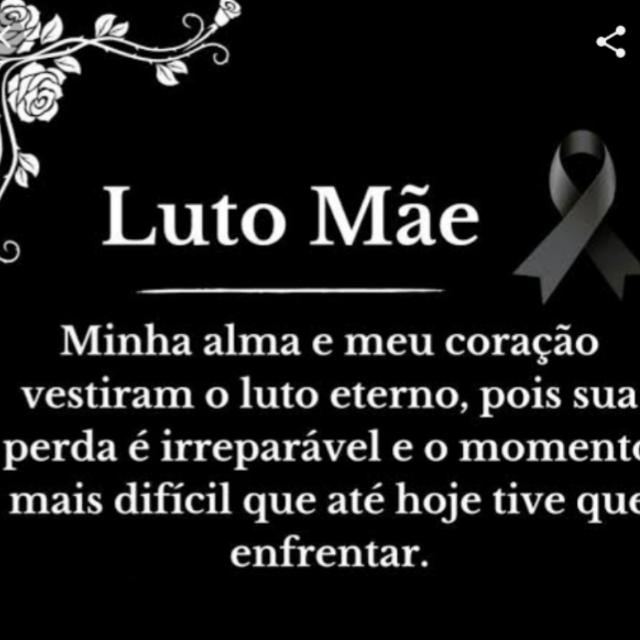 Luto Mãe
Minha alma e meu coração
vestiram o luto eterno, pois sua
perda é irreparável e o momento
mais difícil que até hoje tive que
enfrentar.